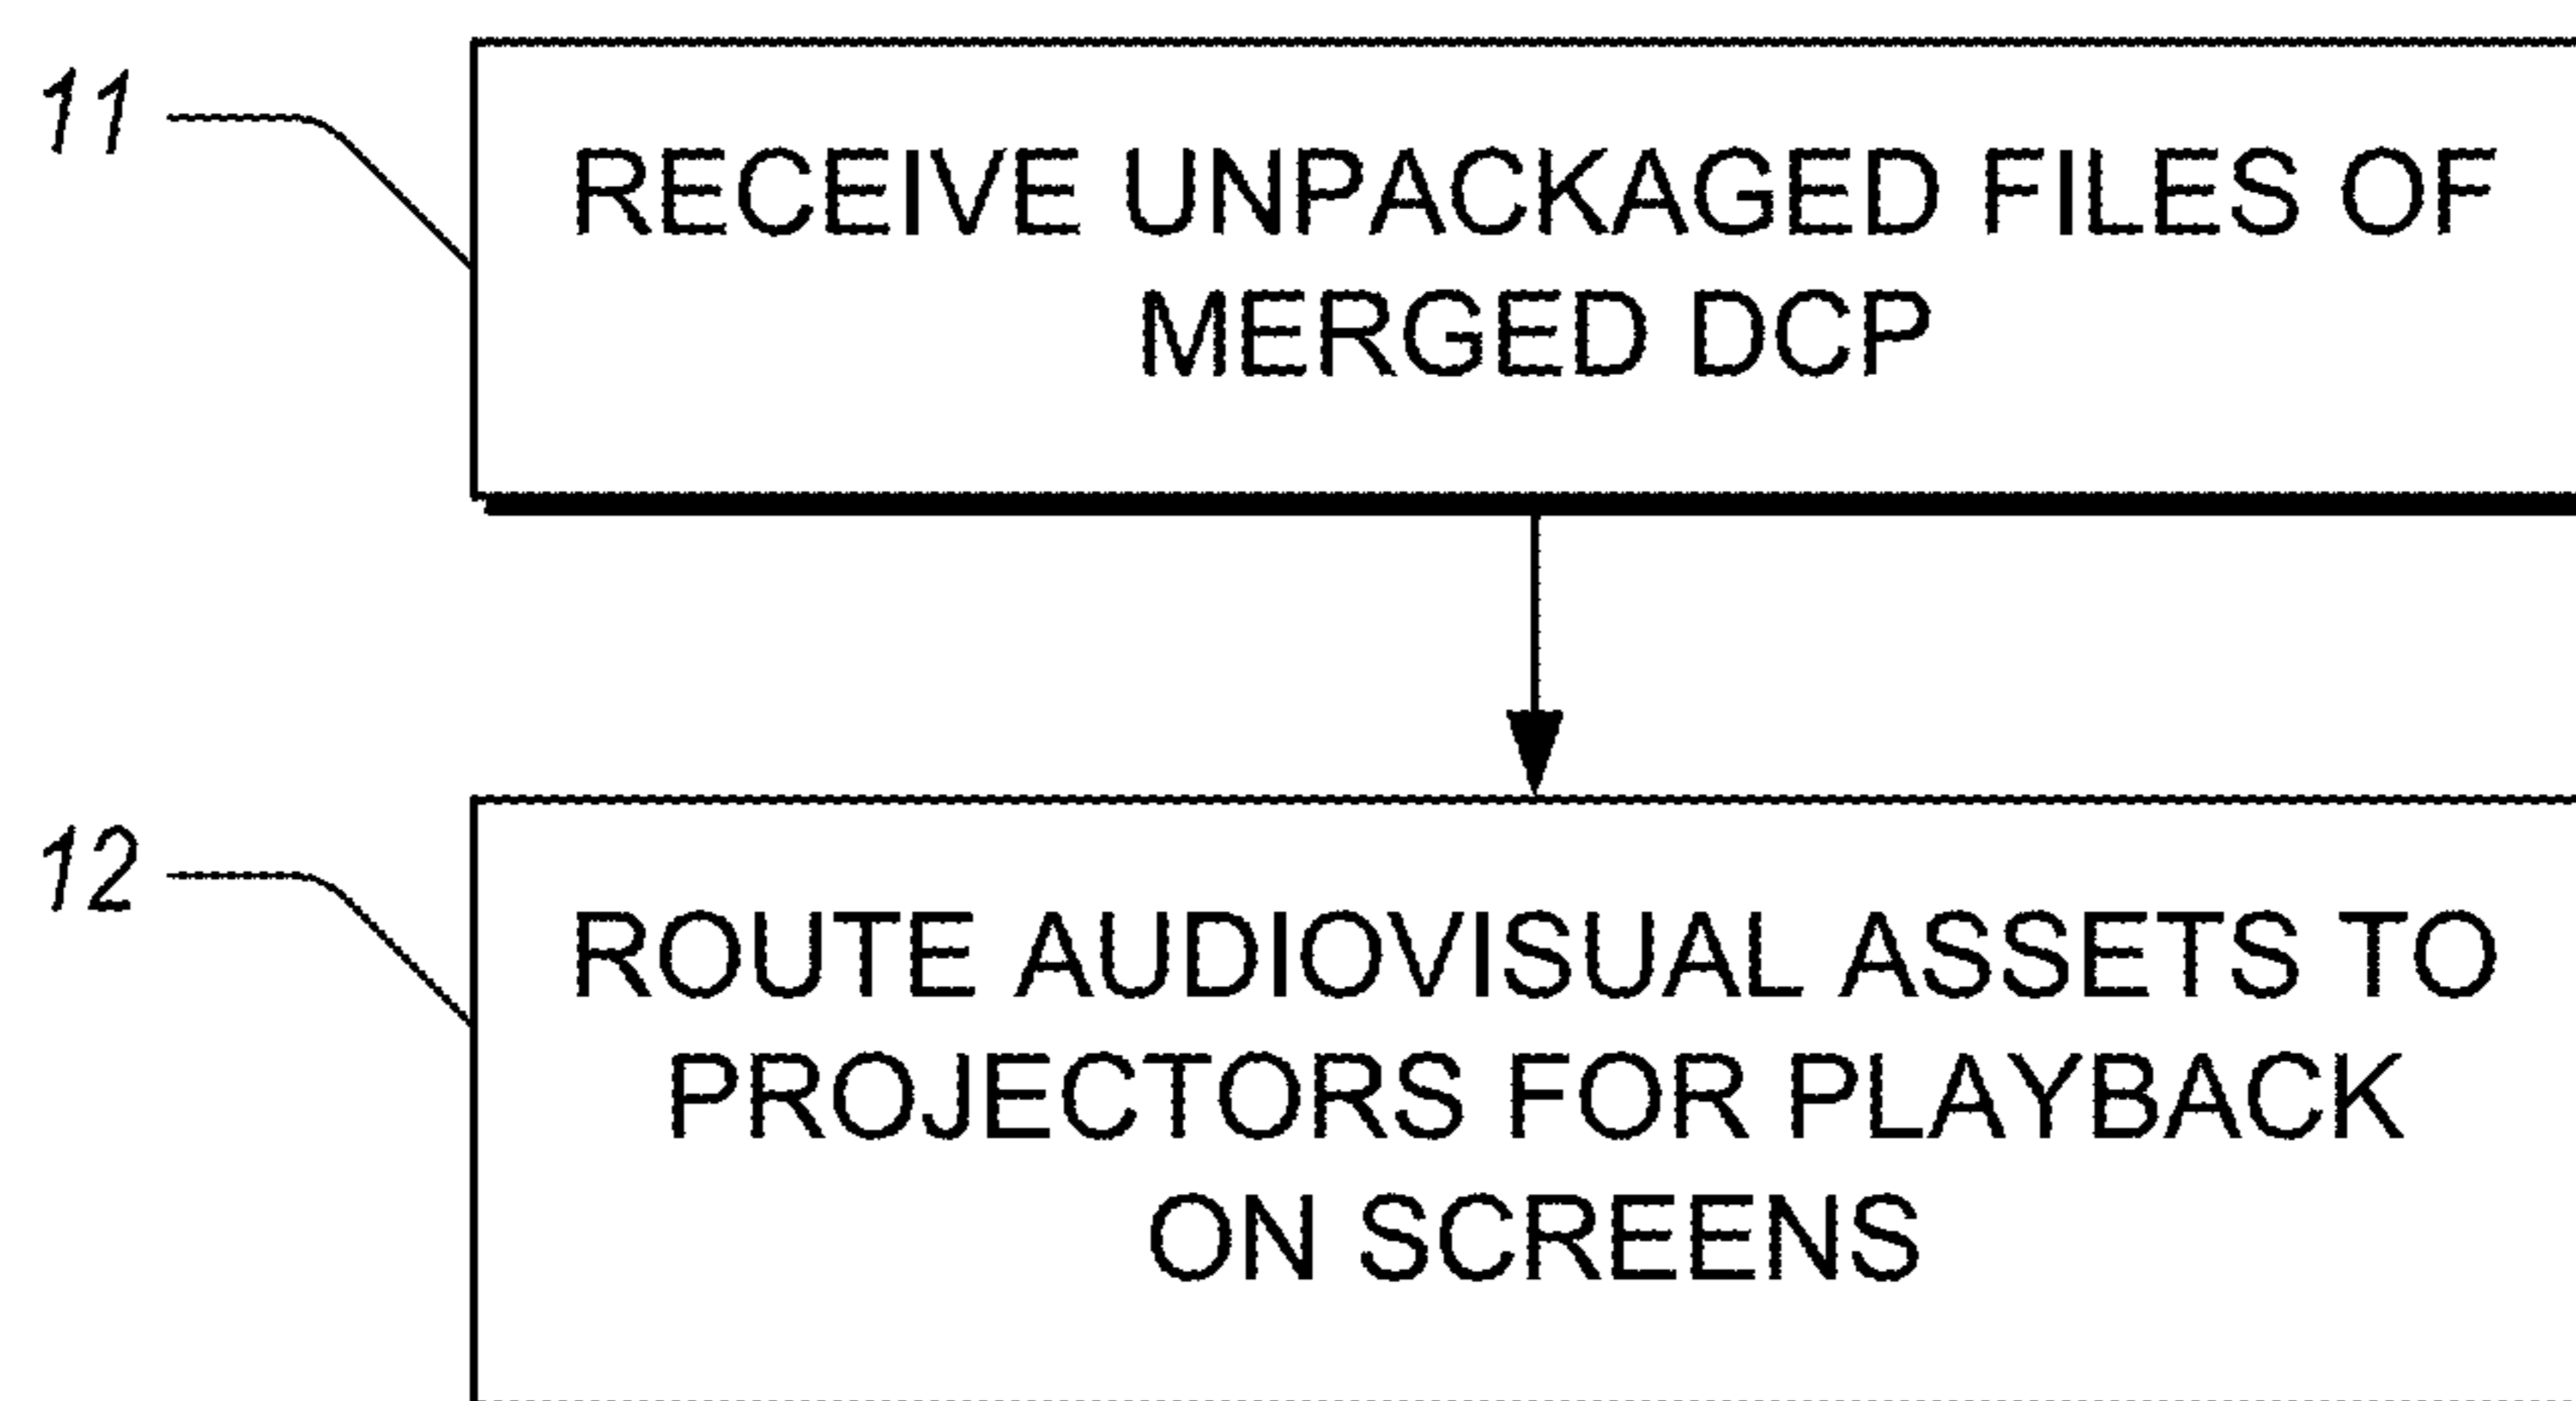 11
RECEIVE UNPACKAGED FILES OF
MERGED DCP
12
ROUTE AUDIOVISUAL ASSETS TO
PROJECTORS FOR PLAYBACK
ON SCREENS